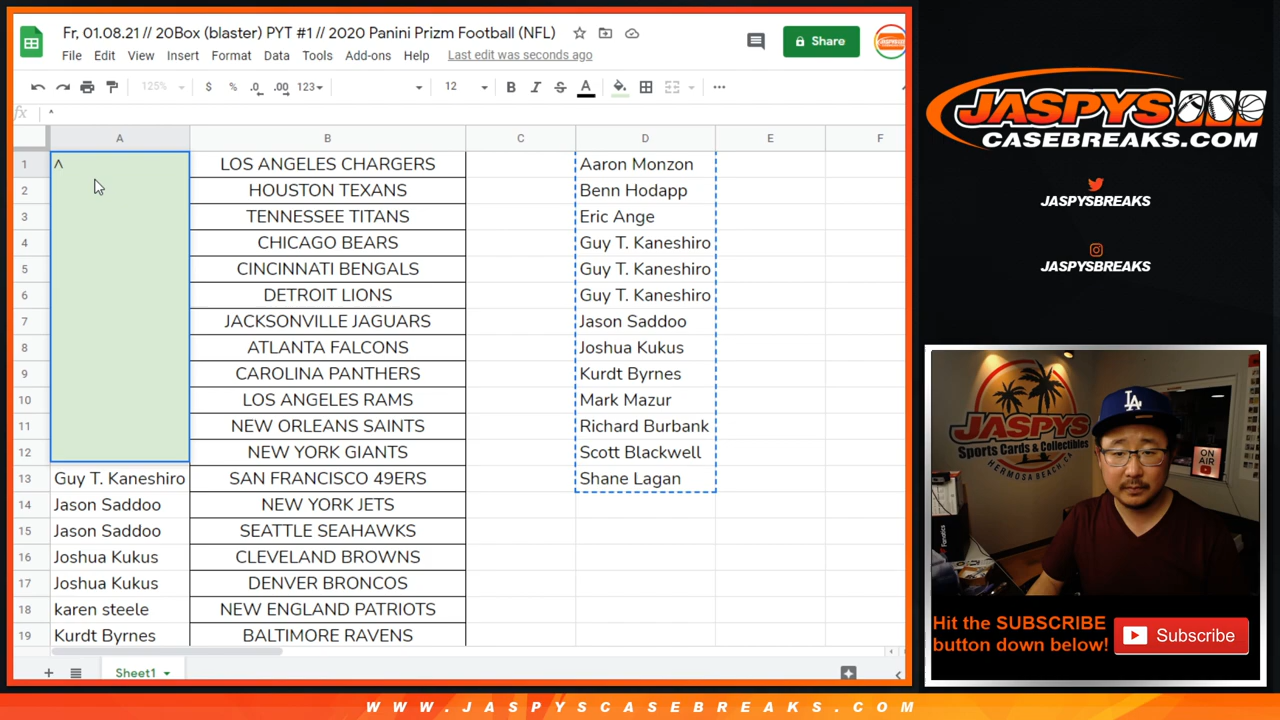 Fr, 01.08.21 // 20Box (blaster) PYT #1 // 2020 Panini Prizm Football (NFL)
Share
File Edit View Insert Format Data Tools Add-ons Help Last edit was seconds ago
125% $ % .0 .00 123 12 B I S A
fx ^
A B C D E F
1 ^ LOS ANGELES CHARGERS Aaron Monzon
2 HOUSTON TEXANS Benn Hodapp
3 TENNESSEE TITANS Eric Ange
4 CHICAGO BEARS Guy T. Kaneshiro
5 CINCINNATI BENGALS Guy T. Kaneshiro
6 DETROIT LIONS Guy T. Kaneshiro
7 JACKSONVILLE JAGUARS Jason Saddoo
8 ATLANTA FALCONS Joshua Kukus
9 CAROLINA PANTHERS Kurdt Byrnes
10 LOS ANGELES RAMS Mark Mazur
11 NEW ORLEANS SAINTS Richard Burbank
12 NEW YORK GIANTS Scott Blackwell
13 Guy T. Kaneshiro SAN FRANCISCO 49ERS Shane Lagan
14 Jason Saddoo NEW YORK JETS
15 Jason Saddoo SEATTLE SEAHAWKS
16 Joshua Kukus CLEVELAND BROWNS
17 Joshua Kukus DENVER BRONCOS
18 karen steele NEW ENGLAND PATRIOTS
19 Kurdt Byrnes BALTIMORE RAVENS
Sheet1
JASPYS
CASEBREAKS.COM
JASPYSBREAKS
JASPYSBREAKS
JASPYS
Sports Cards & Collectibles
HERMOSA BEACH, CA
LA
ON
AIR
Hit the SUBSCRIBE
button down below!
Subscribe
WWW.JASPYSCASEBREAKS.COM